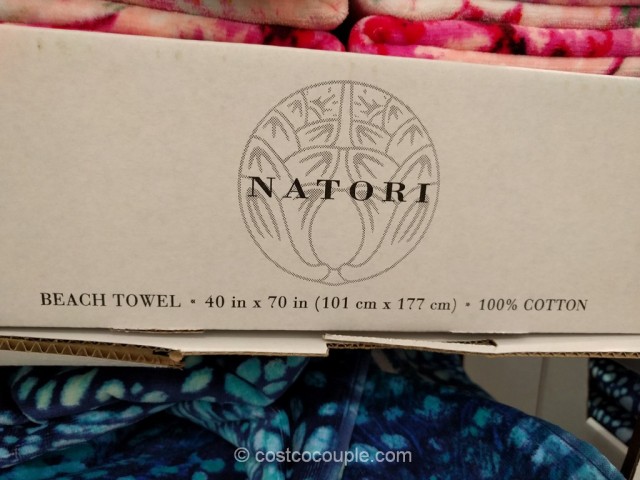 NATORI
BEACH TOWEL • 40 in x 70 in (101 cm x 177 cm) • 100% COTTON
© costcocouple.com